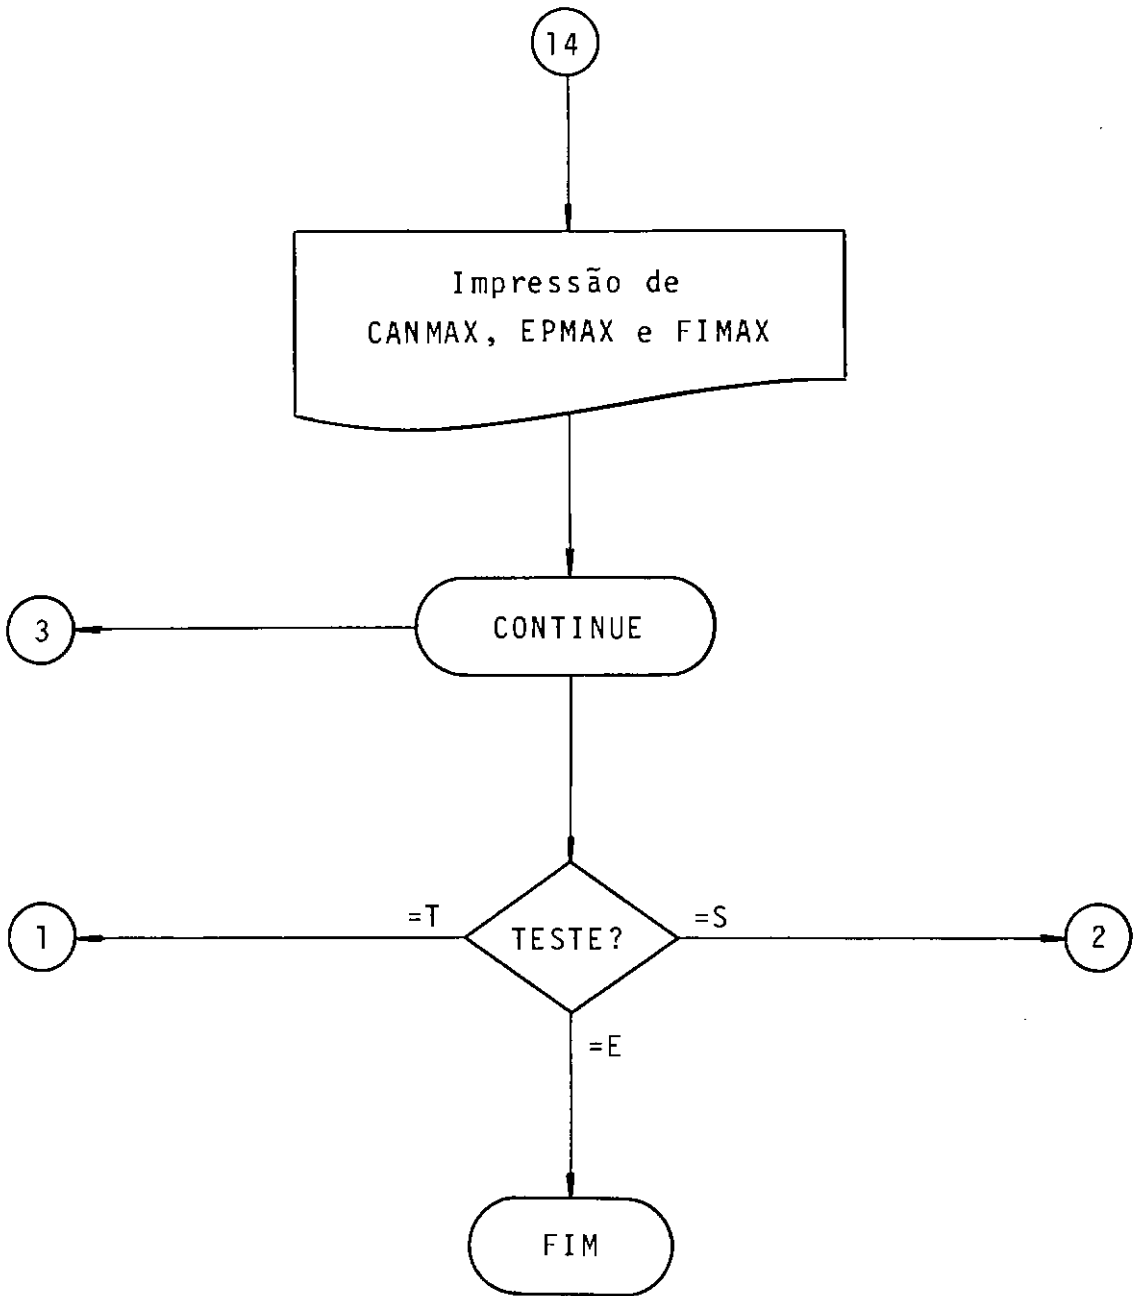 14
Impressão de
CANMAX, EPMAX e FIMAX
CONTINUE
3
=T
=S
1
TESTE?
2
=E
FIM